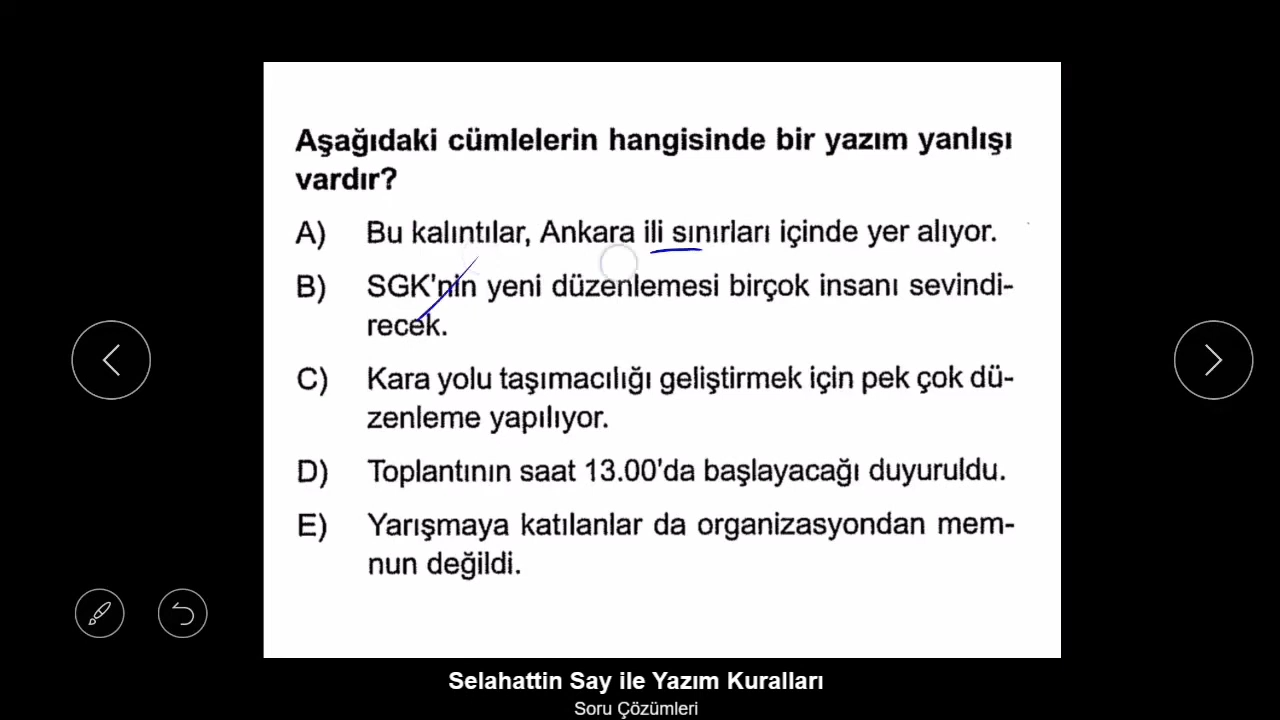 Aşağıdaki cümlelerin hangisinde bir yazım yanlışı
vardır?
A) Bu kalıntılar, Ankara ili sınırları içinde yer alıyor.
B) SGK'nin yeni düzenlemesi birçok insanı sevindi-
recek.
C) Kara yolu taşımacılığı geliştirmek için pek çok dü-
zenleme yapılıyor.
D) Toplantının saat 13.00'da başlayacağı duyuruldu.
E) Yarışmaya katılanlar da organizasyondan mem-
nun değildi.
Selahattin Say ile Yazım Kuralları
Soru Çözümleri